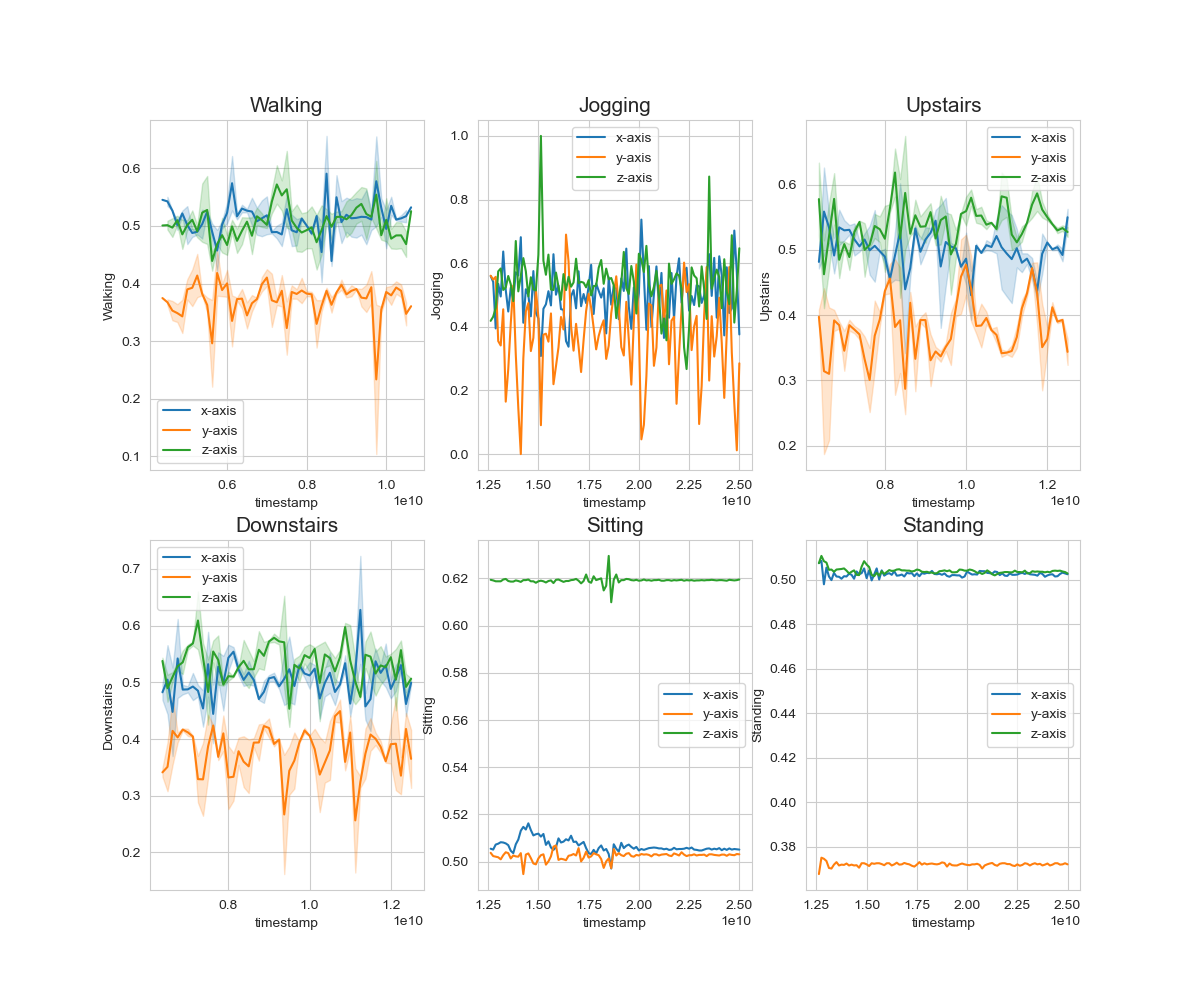 Walking
Jogging
Upstairs
Walking
0.6
0.5
0.4
0.3
0.2
0.1
x-axis
y-axis
z-axis
0.6
0.8
1.0
timestamp
1e10
Jogging
1.0
0.8
0.6
0.4
0.2
0.0
x-axis
y-axis
z-axis
1.25
1.50
1.75
2.00
2.25
2.50
timestamp
1e10
Upstairs
0.6
0.5
0.4
0.3
0.2
x-axis
y-axis
z-axis
0.8
1.0
1.2
timestamp
1e10
Downstairs
Sitting
Standing
Downstairs
0.7
0.6
0.5
0.4
0.3
0.2
x-axis
y-axis
z-axis
0.8
1.0
1.2
timestamp
1e10
Sitting
0.62
0.60
0.58
0.56
0.54
0.52
0.50
x-axis
y-axis
z-axis
1.25
1.50
1.75
2.00
2.25
2.50
timestamp
1e10
Standing
0.50
0.48
0.46
0.44
0.42
0.40
0.38
x-axis
y-axis
z-axis
1.25
1.50
1.75
2.00
2.25
2.50
timestamp
1e10